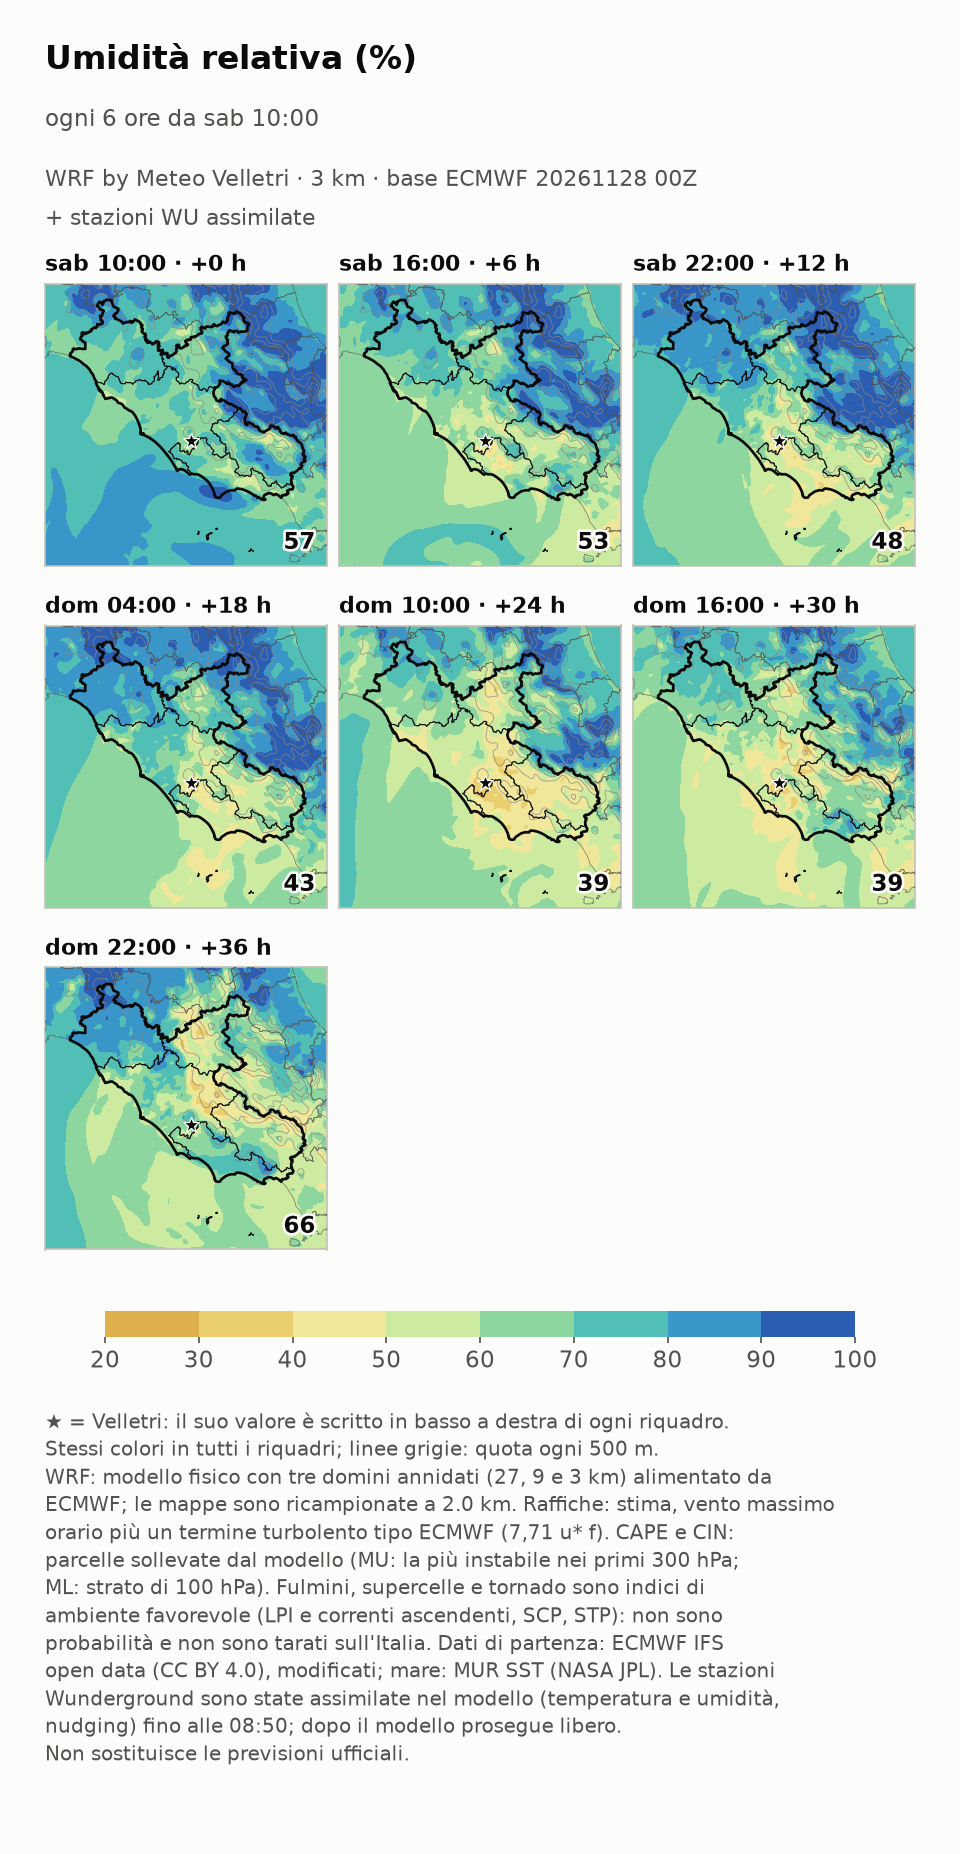 Umidità relativa (%)
ogni 6 ore da sab 10:00
WRF by Meteo Velletri · 3 km · base ECMWF 20261128 00Z
+ stazioni WU assimilate
sab 10:00 · +0 h
sab 16:00 · +6 h
sab 22:00 · +12 h
57
53
48
dom 04:00 · +18 h
dom 10:00 · +24 h
dom 16:00 · +30 h
43
39
39
dom 22:00 · +36 h
66
20 30 40 50 60 70 80 90 100
★ = Velletri: il suo valore è scritto in basso a destra di ogni riquadro.
Stessi colori in tutti i riquadri; linee grigie: quota ogni 500 m.
WRF: modello fisico con tre domini annidati (27, 9 e 3 km) alimentato da
ECMWF; le mappe sono ricampionate a 2.0 km. Raffiche: stima, vento massimo
orario più un termine turbolento tipo ECMWF (7,71 u* f). CAPE e CIN:
parcelle sollevate dal modello (MU: la più instabile nei primi 300 hPa;
ML: strato di 100 hPa). Fulmini, supercelle e tornado sono indici di
ambiente favorevole (LPI e correnti ascendenti, SCP, STP): non sono
probabilità e non sono tarati sull'Italia. Dati di partenza: ECMWF IFS
open data (CC BY 4.0), modificati; mare: MUR SST (NASA JPL). Le stazioni
Wunderground sono state assimilate nel modello (temperatura e umidità,
nudging) fino alle 08:50; dopo il modello prosegue libero.
Non sostituisce le previsioni ufficiali.